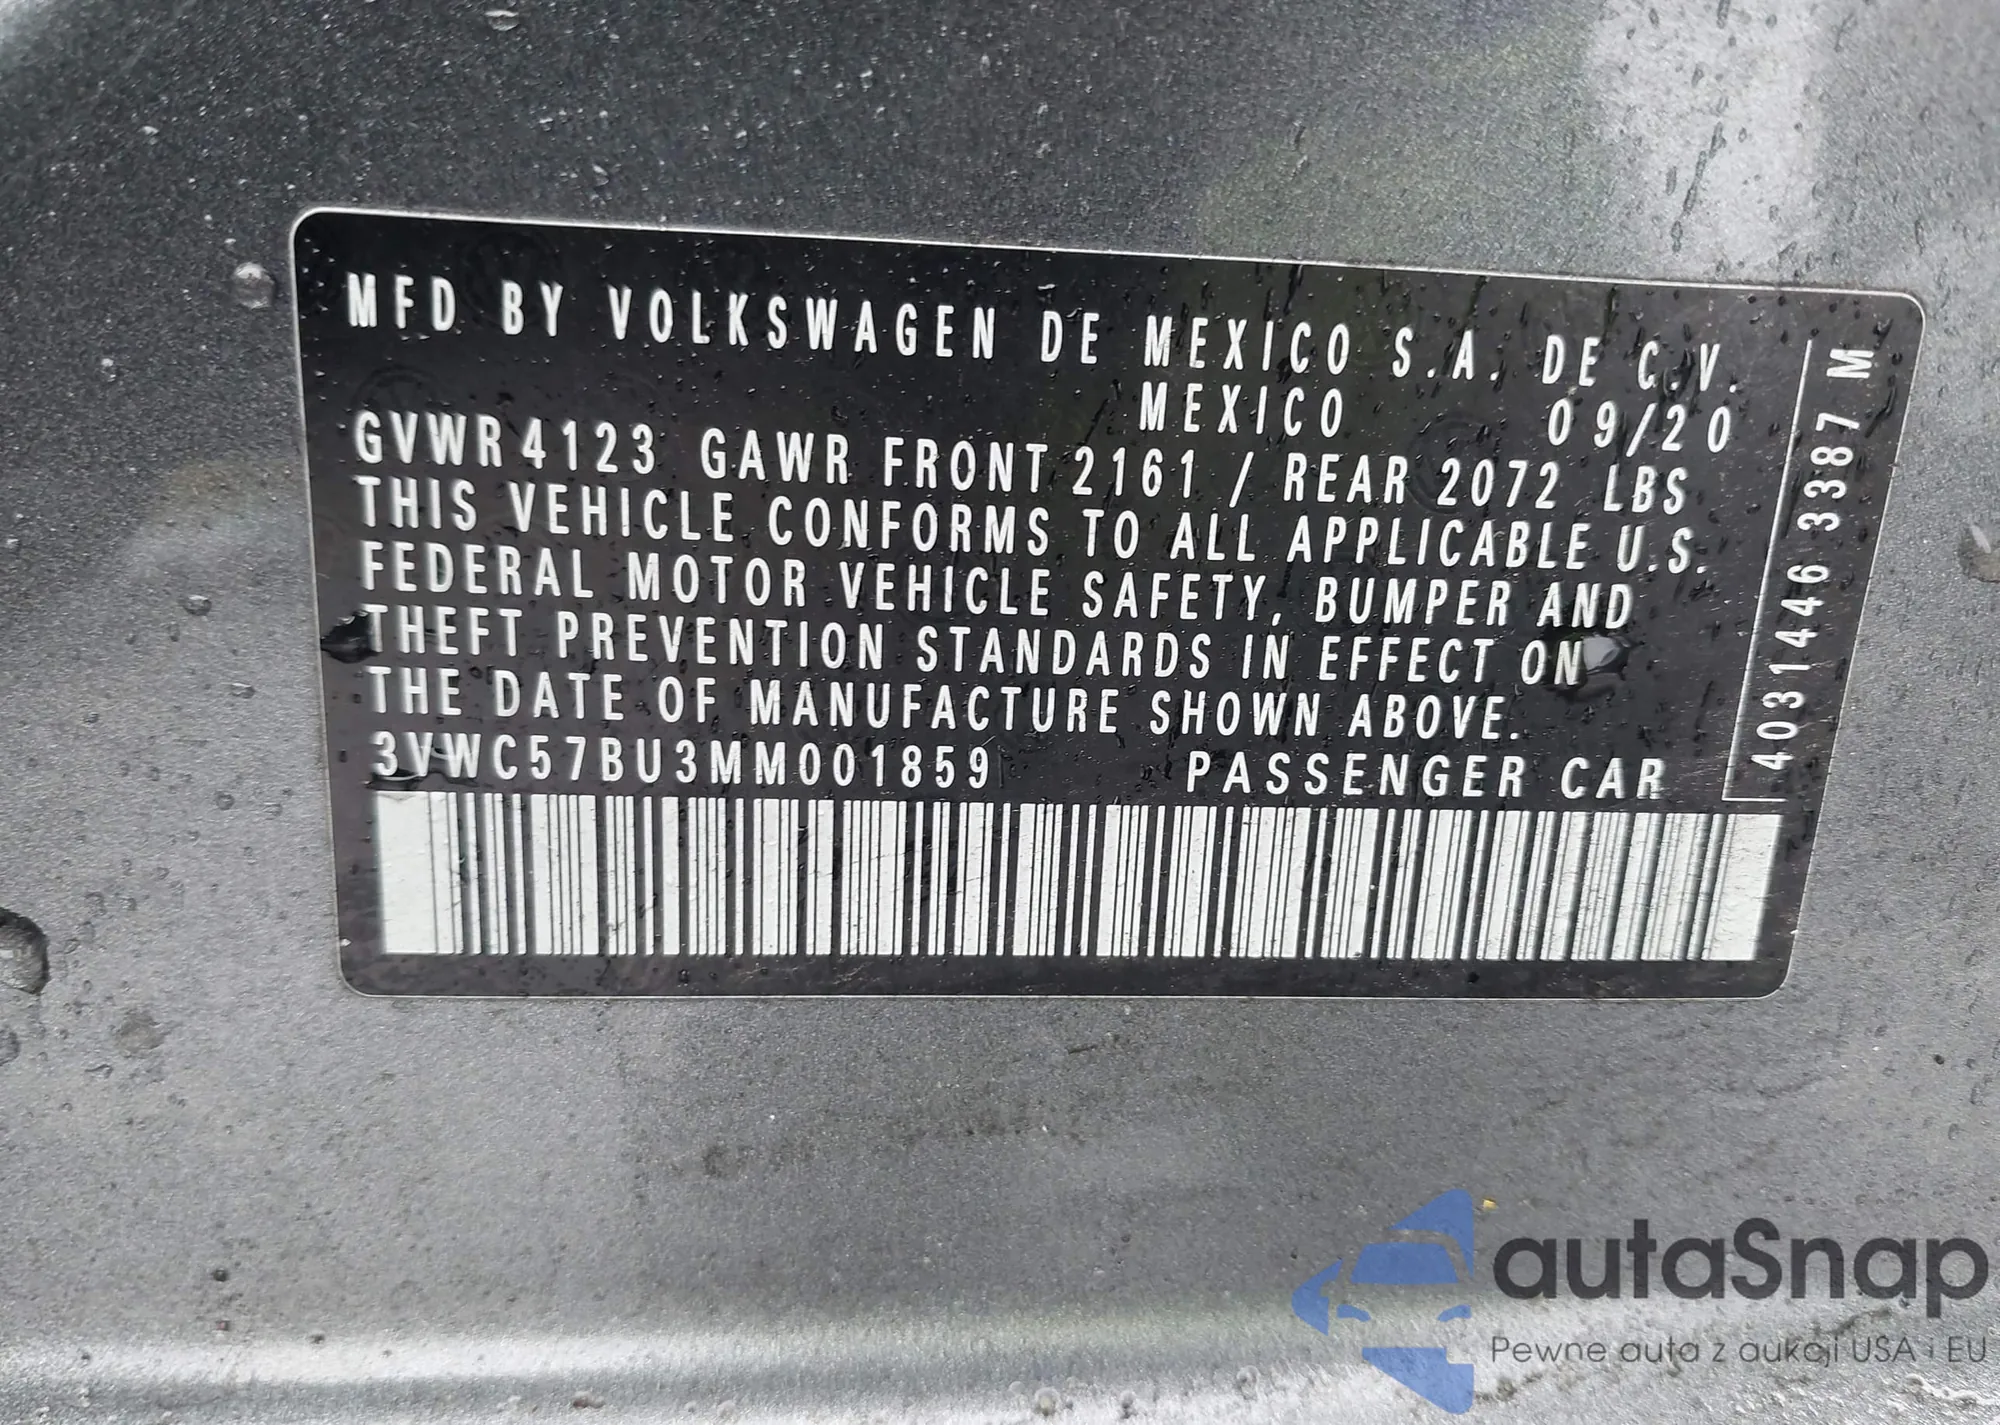 MFD BY VOLKSWAGEN DE MEXICO S.A. DE C.V.
MEXICO 09/20
GVWR 4123 GAWR FRONT 2161 / REAR 2072 LBS
THIS VEHICLE CONFORMS TO ALL APPLICABLE U.S.
FEDERAL MOTOR VEHICLE SAFETY, BUMPER AND
THEFT PREVENTION STANDARDS IN EFFECT ON
THE DATE OF MANUFACTURE SHOWN ABOVE.
3VWC57BU3MM001859 PASSENGER CAR
4031446 3387 M
autaSnap
Pewne auta z aukcji USA i EU